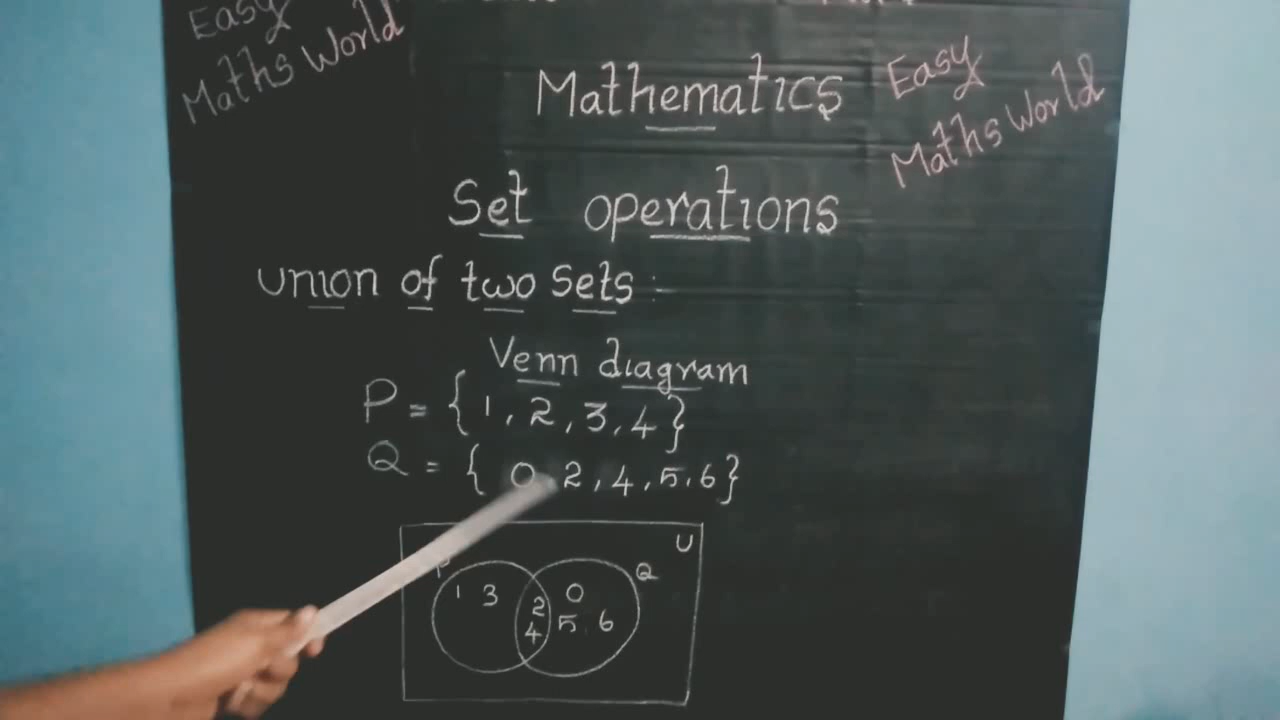 Easy
Maths World
Mathematics
Easy
Maths World
Set operations
Union of two Sets :
Venn diagram
P = { 1, 2, 3, 4 }
Q = { 0 2, 4, 5, 6 }
U
P Q
1 3 2 0
4 5, 6